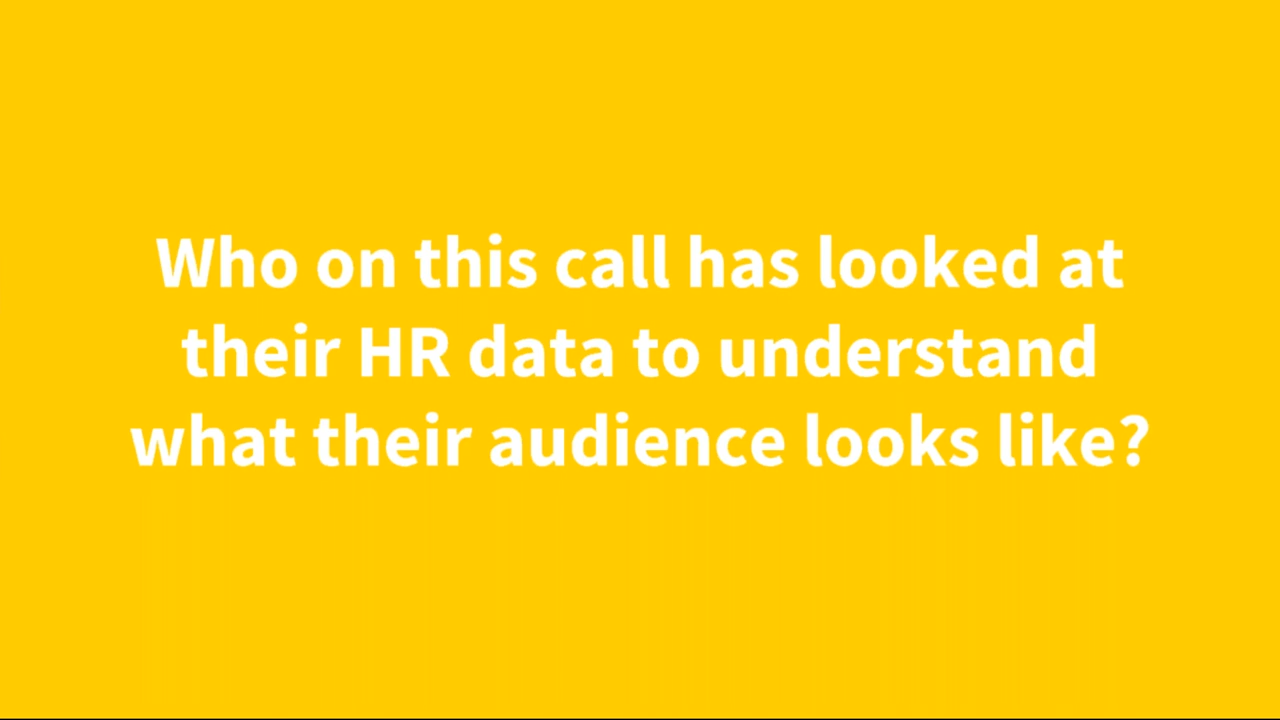 Who on this call has looked at
their HR data to understand
what their audience looks like?